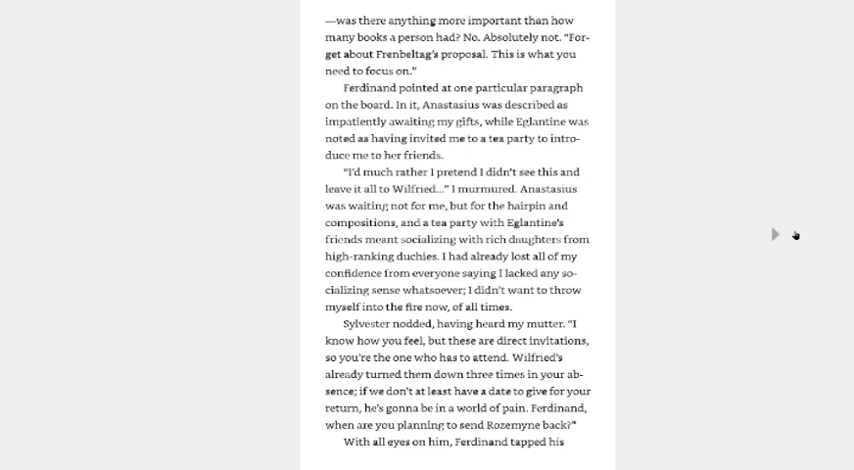 —was there anything more important than how
many books a person had? No. Absolutely not. “For-
get about Frenbeltag’s proposal. This is what you
need to focus on.”
Ferdinand pointed at one particular paragraph
on the board. In it, Anastasius was described as
impatiently awaiting my gifts, while Eglantine was
noted as having invited me to a tea party to intro-
duce me to her friends.
“I’d much rather I pretend I didn’t see this and
leave it all to Wilfried...” I murmured. Anastasius
was waiting not for me, but for the hairpin and
compositions, and a tea party with Eglantine’s
friends meant socializing with rich daughters from
high-ranking duchies. I had already lost all of my
confidence from everyone saying I lacked any so-
cializing sense whatsoever; I didn’t want to throw
myself into the fire now, of all times.
Sylvester nodded, having heard my mutter. “I
know how you feel, but these are direct invitations,
so you’re the one who has to attend. Wilfried’s
already turned them down three times in your ab-
sence; if we don’t at least have a date to give for your
return, he’s gonna be in a world of pain. Ferdinand,
when are you planning to send Rozemyne back?”
With all eyes on him, Ferdinand tapped his